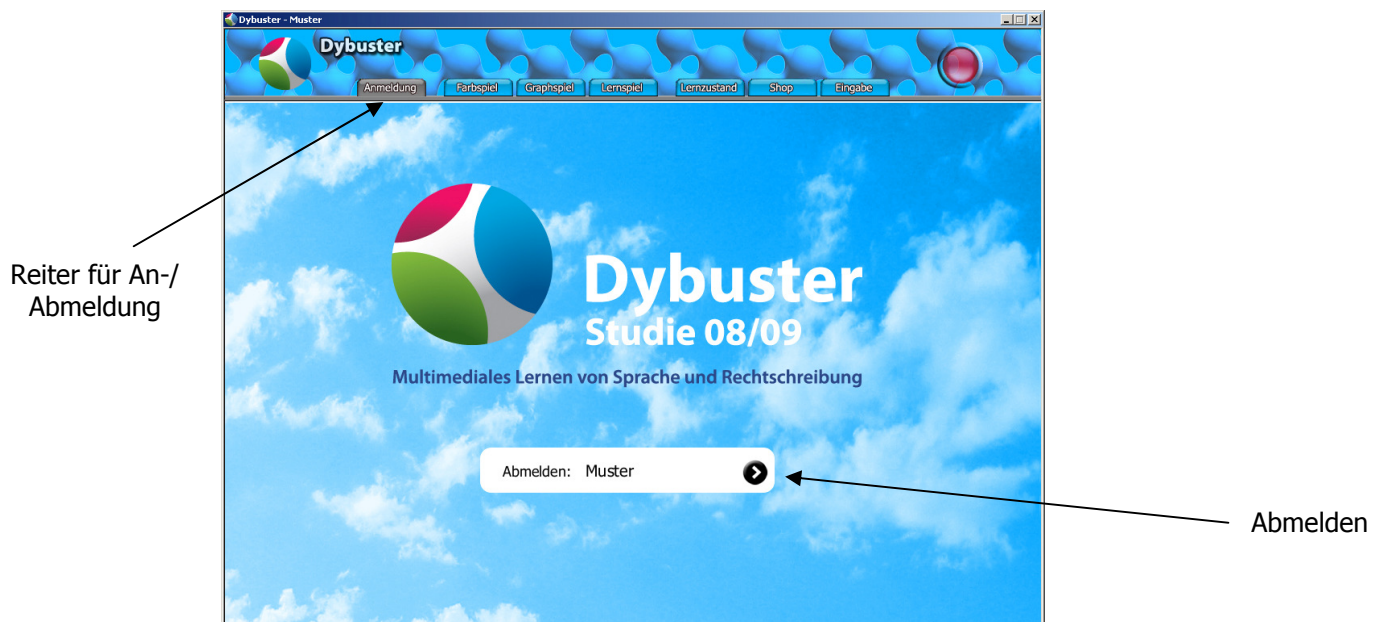 Dybuster - Muster
Dybuster
Anmeldung Farbspiel Graphspiel Lernspiel Lernzustand Shop Eingabe
Reiter für An-/
Abmeldung
Dybuster
Studie 08/09
Multimediales Lernen von Sprache und Rechtschreibung
Abmelden: Muster
Abmelden